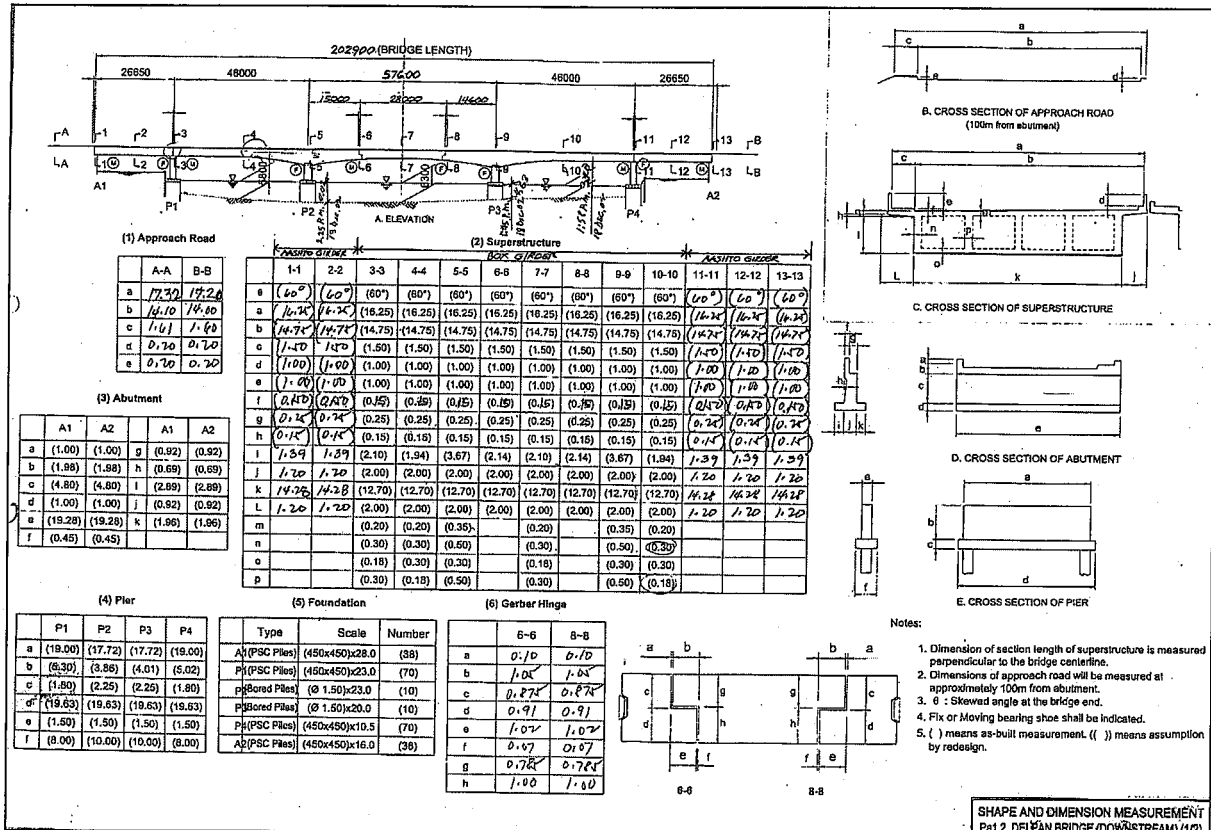 202900 (BRIDGE LENGTH)
26650 46000 57600 46000 26650
15000 28000 14600
A 1 2 3 4 5 6 7 8 9 10 11 12 13 B
A 1 M 2 F 3 M 4 5 F 6 M 7 8 F 9 10 M 11 F 12 M 13 B
A1 P1 P2 P3 P4 A2
6800 6300
A. ELEVATION
a
c b
e d
B. CROSS SECTION OF APPROACH ROAD
(100m from abutment)
a
c b
e d
h n p
l o
L k j
C. CROSS SECTION OF SUPERSTRUCTURE
(1) Approach Road
A-A B-B
a 17.32 17.20
b 14.10 14.00
c 1.61 1.60
d 0.20 0.20
e 0.20 0.20
(2) Superstructure
AASHTO GIRDER BOX GIRDER AASHTO GIRDER
1-1 2-2 3-3 4-4 5-5 6-6 7-7 8-8 9-9 10-10 11-11 12-12 13-13
θ (60°) (60°) (60°) (60°) (60°) (60°) (60°) (60°) (60°) (60°) (60°) (60°) (60°)
a (16.25) (16.25) (16.25) (16.25) (16.25) (16.25) (16.25) (16.25) (16.25) (16.25) (16.25) (16.25) (16.25)
b (14.75) (14.75) (14.75) (14.75) (14.75) (14.75) (14.75) (14.75) (14.75) (14.75) (14.75) (14.75) (14.75)
c (1.50) (1.50) (1.50) (1.50) (1.50) (1.50) (1.50) (1.50) (1.50) (1.50) (1.50) (1.50) (1.50)
d (1.00) (1.00) (1.00) (1.00) (1.00) (1.00) (1.00) (1.00) (1.00) (1.00) (1.00) (1.00) (1.00)
e (1.00) (1.00) (1.00) (1.00) (1.00) (1.00) (1.00) (1.00) (1.00) (1.00) (1.00) (1.00) (1.00)
f
g (0.25) (0.25) (0.25) (0.25) (0.25) (0.25) (0.25) (0.25) (0.25) (0.25) (0.25) (0.25) (0.25)
h (0.15) (0.15) (0.15) (0.15) (0.15) (0.15) (0.15) (0.15) (0.15) (0.15) (0.15) (0.15) (0.15)
i 1.39 1.39 (2.10) (1.94) (3.67) (2.14) (2.10) (2.14) (3.67) (1.94) 1.39 1.39 1.39
j 1.20 1.20 (2.00) (2.00) (2.00) (2.00) (2.00) (2.00) (2.00) (2.00) 1.20 1.20 1.20
k 14.28 14.28 (12.70) (12.70) (12.70) (12.70) (12.70) (12.70) (12.70) (12.70) 14.28 14.28 14.28
L 1.20 1.20 (2.00) (2.00) (2.00) (2.00) (2.00) (2.00) (2.00) (2.00) 1.20 1.20 1.20
m (0.20) (0.20) (0.35) (0.20) (0.35) (0.20)
n (0.30) (0.30) (0.50) (0.30) (0.50) (0.30)
o (0.18) (0.30) (0.30) (0.18) (0.30) (0.30)
p (0.30) (0.18) (0.50) (0.30) (0.50) (0.18)
(3) Abutment
A1 A2 A1 A2
a (1.00) (1.00) g (0.92) (0.92)
b (1.98) (1.98) h (0.69) (0.69)
c (4.80) (4.80) i (2.89) (2.89)
d (1.00) (1.00) j (0.92) (0.92)
e (19.28) (19.28) k (1.96) (1.96)
f (0.45) (0.45)
g
a
b
h c
d
i j k e
D. CROSS SECTION OF ABUTMENT
e a
b
c
f d
E. CROSS SECTION OF PIER
(4) Pier
P1 P2 P3 P4
a (19.00) (17.72) (17.72) (19.00)
b (6.30) (3.86) (4.01) (5.02)
c (1.80) (2.25) (2.25) (1.80)
d (19.63) (19.63) (19.63) (19.63)
e (1.50) (1.50) (1.50) (1.50)
f (8.00) (10.00) (10.00) (8.00)
(5) Foundation
Type Scale Number
A1(PSC Piles) (450x450)x28.0 (38)
P1(PSC Piles) (450x450)x23.0 (70)
P2(Bored Piles) (Ø 1.50)x23.0 (10)
P3(Bored Piles) (Ø 1.50)x20.0 (10)
P4(PSC Piles) (450x450)x10.5 (70)
A2(PSC Piles) (450x450)x16.0 (38)
(6) Gerber Hinge
6-6 8-8
a 0.10 0.10
b 1.05 1.05
c 0.875 0.875
d 0.91 0.91
e 1.02 1.02
f 0.07 0.07
g 0.785 0.785
h 1.00 1.00
a b b a
c g g c
d h h d
e f f e
6-6 8-8
Notes:
1. Dimension of section length of superstructure is measured
perpendicular to the bridge centerline.
2. Dimensions of approach road will be measured at
approximately 100m from abutment.
3. θ : Skewed angle at the bridge end.
4. Fix or Moving bearing shoe shall be indicated.
5. ( ) means as-built measurement. (( )) means assumption
by redesign.
SHAPE AND DIMENSION MEASUREMENT
DELPAN BRIDGE (DOWNSTREAM) (1/2)